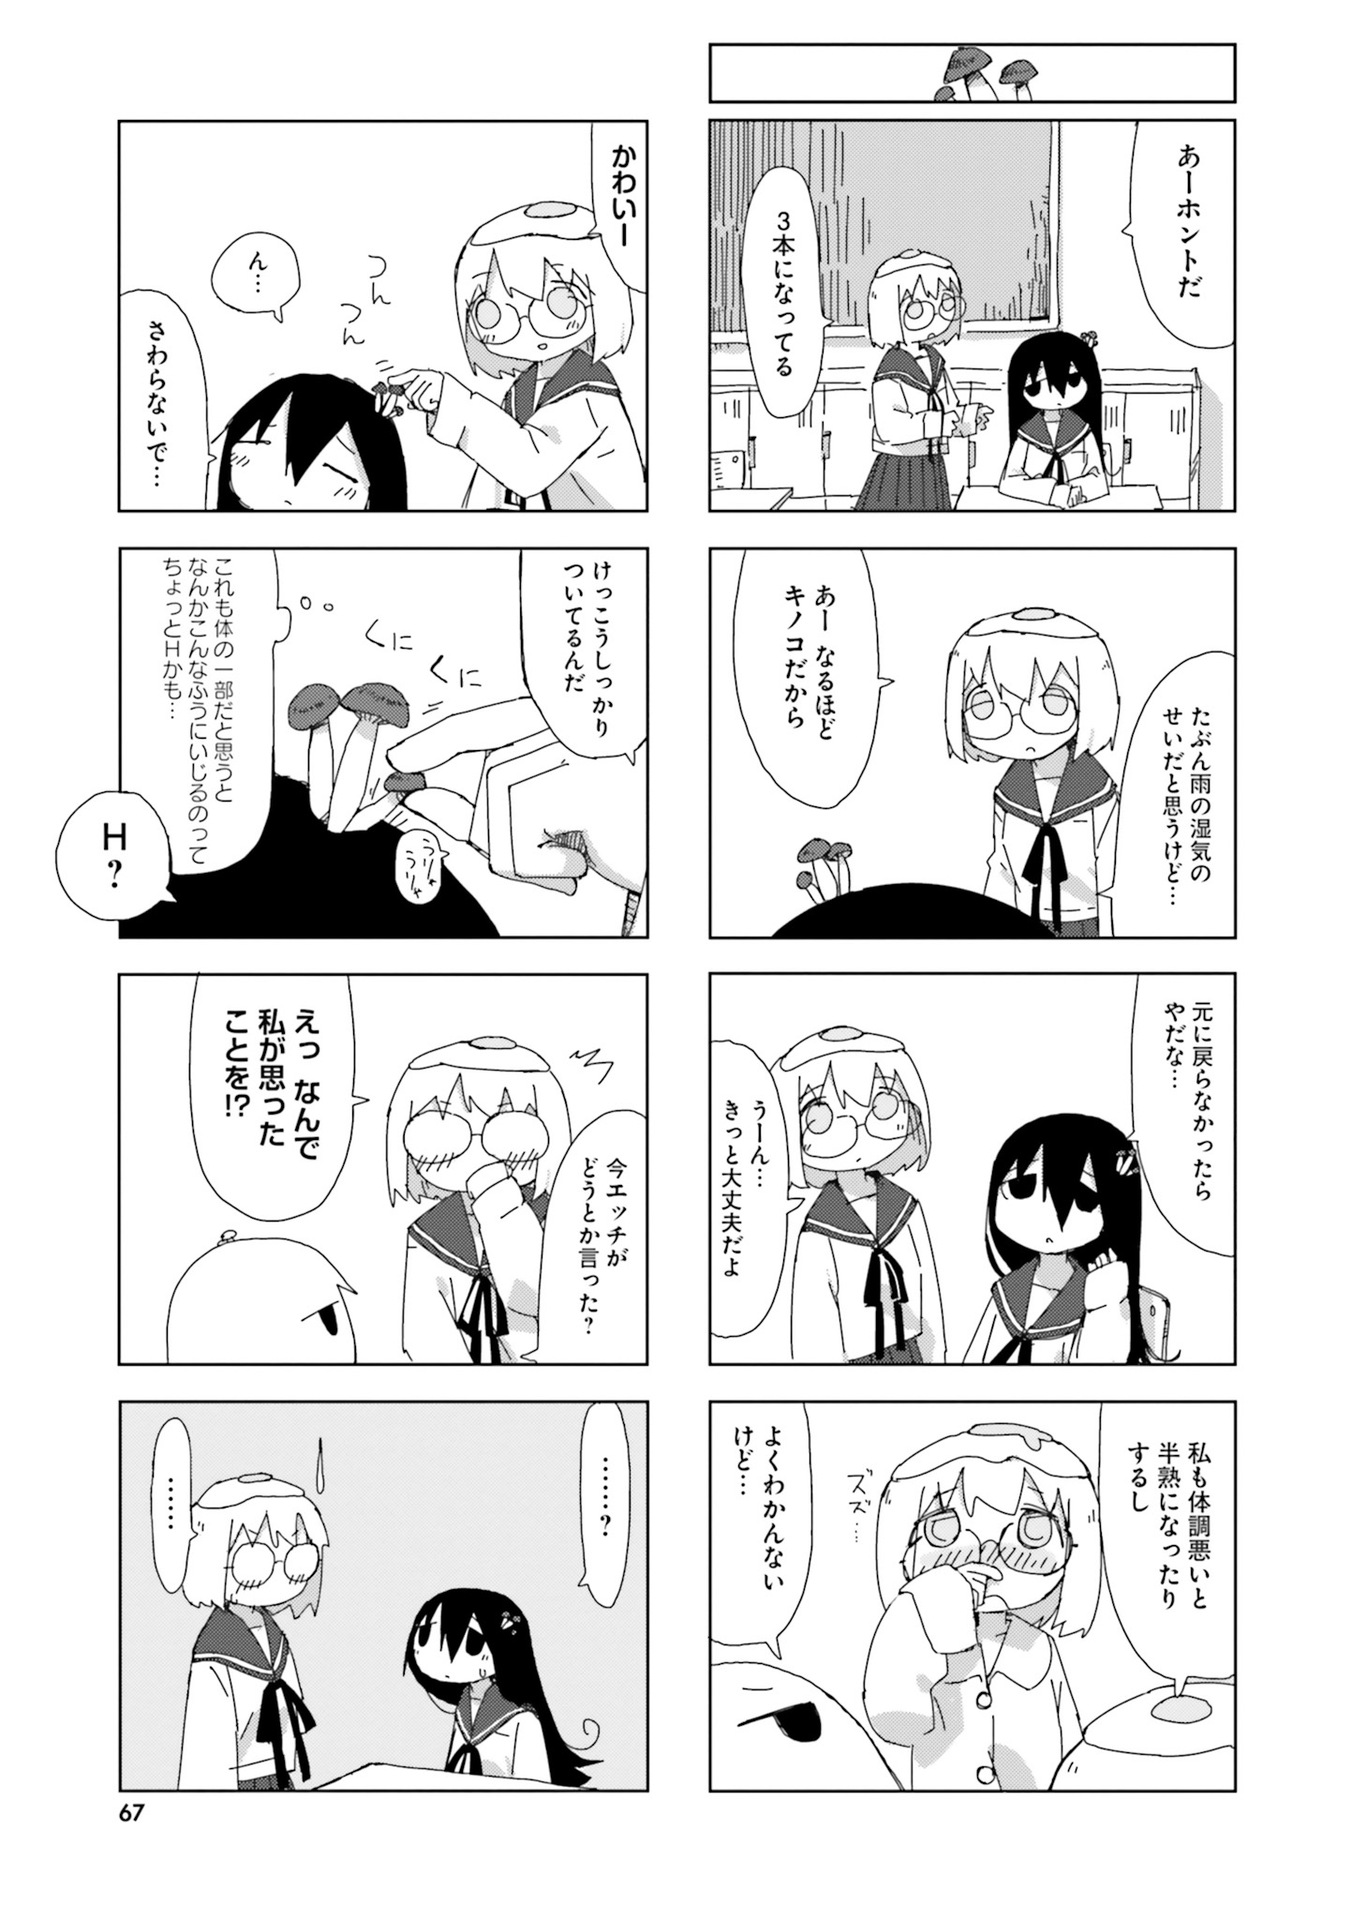 あーホントだ
3本になってる
たぶん雨の湿気の
せいだと思うけど…
あー なるほど
キノコだから
元に戻らなかったら
やだな…
うーん…
きっと大丈夫だよ
私も体調悪いと
半熟になったり
するし
ズズ…
よくわかんない
けど…
かわいー
つんつん
ん…
さわらないで…
けっこうしっかり
ついてるんだ
くに
くに
うりゃうりゃ
これも体の一部だと思うと
なんかこんなふうにいじるのって
ちょっとHかも…
H?
今エッチが
どうとか言った?
えっ なんで
私が思った
ことを!?
……?
……
67